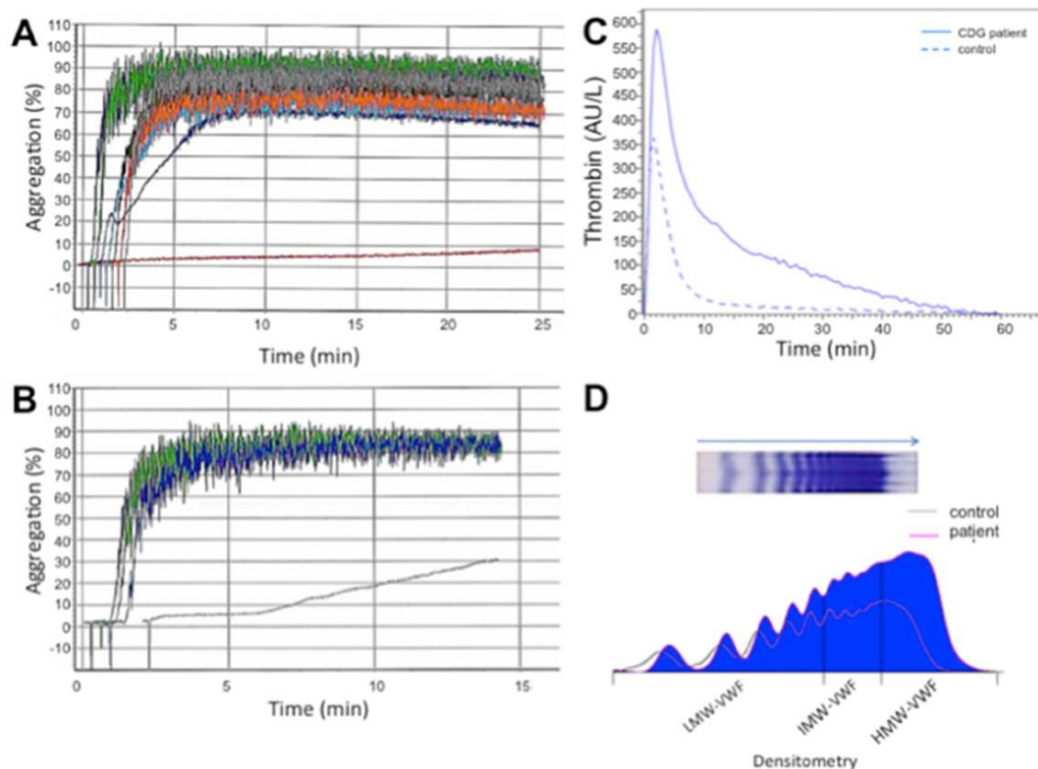 A
110
100
90
80
70
60
50
40
30
20
10
0
-10
Aggregation (%)
0 5 10 15 20 25
Time (min)
B
110
100
90
80
70
60
50
40
30
20
10
0
-10
Aggregation (%)
0 5 10 15
Time (min)
C
600
550
500
450
400
350
300
250
200
150
100
50
0
Thrombin (AU/L)
CDG patient
control
0 10 20 30 40 50 60
Time (min)
D
control
patient
LMW-VWF
IMW-VWF
HMW-VWF
Densitometry